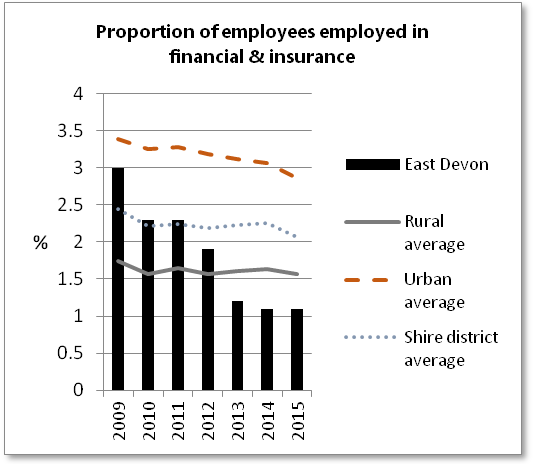 Proportion of employees employed in
financial & insurance
4
3.5
3
2.5
2
1.5
1
0.5
0
%
2009
2010
2011
2012
2013
2014
2015
East Devon
Rural
average
Urban
average
Shire district
average